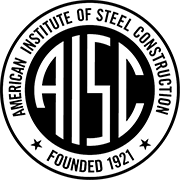 AMERICAN INSTITUTE OF STEEL CONSTRUCTION
AISC
★ FOUNDED 1921 ★